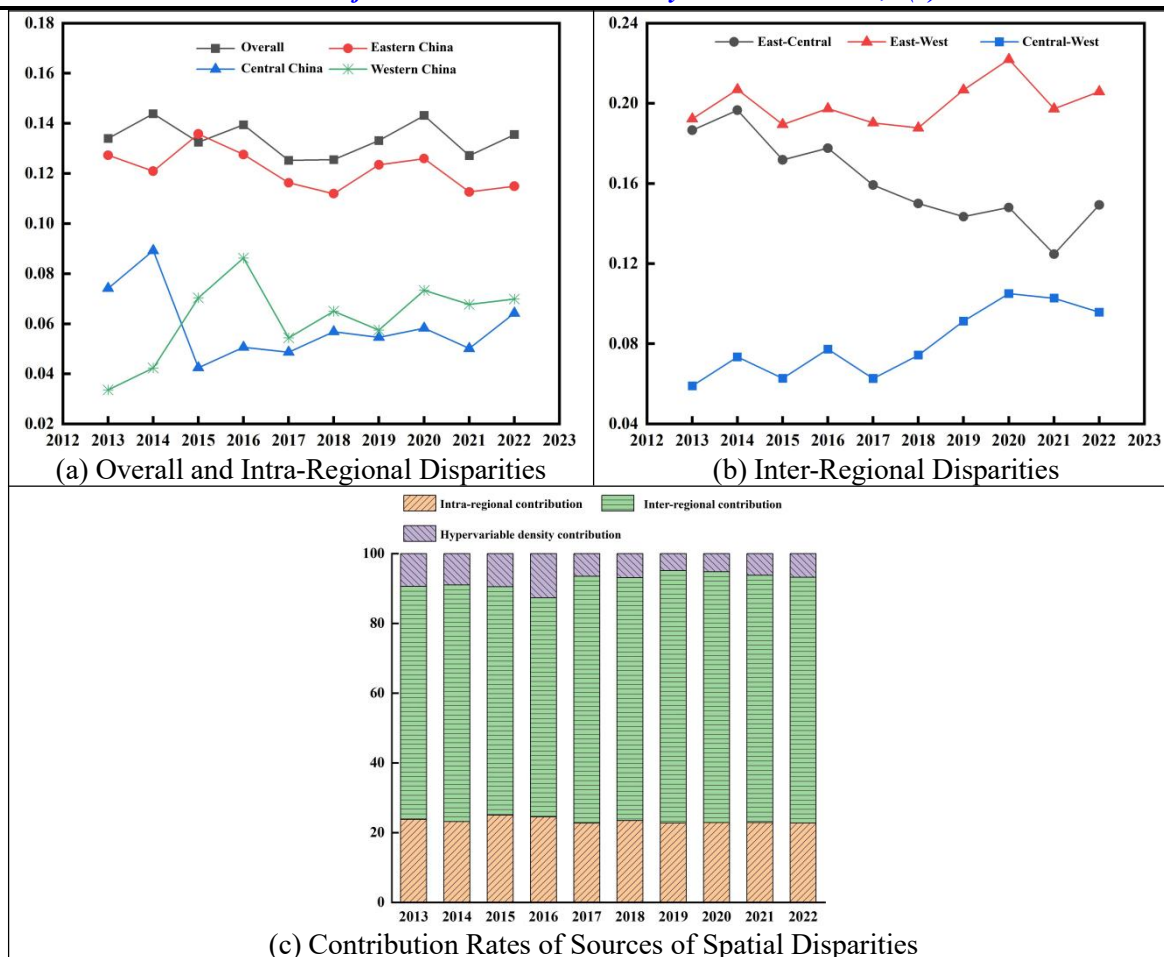 0.18
0.16
0.14
0.12
0.10
0.08
0.06
0.04
0.02
Overall Eastern China
Central China Western China
2012 2013 2014 2015 2016 2017 2018 2019 2020 2021 2022 2023
(a) Overall and Intra-Regional Disparities
0.24
0.20
0.16
0.12
0.08
0.04
East-Central East-West Central-West
2012 2013 2014 2015 2016 2017 2018 2019 2020 2021 2022 2023
(b) Inter-Regional Disparities
Intra-regional contribution Inter-regional contribution
Hypervariable density contribution
100
80
60
40
20
0
2013 2014 2015 2016 2017 2018 2019 2020 2021 2022
(c) Contribution Rates of Sources of Spatial Disparities